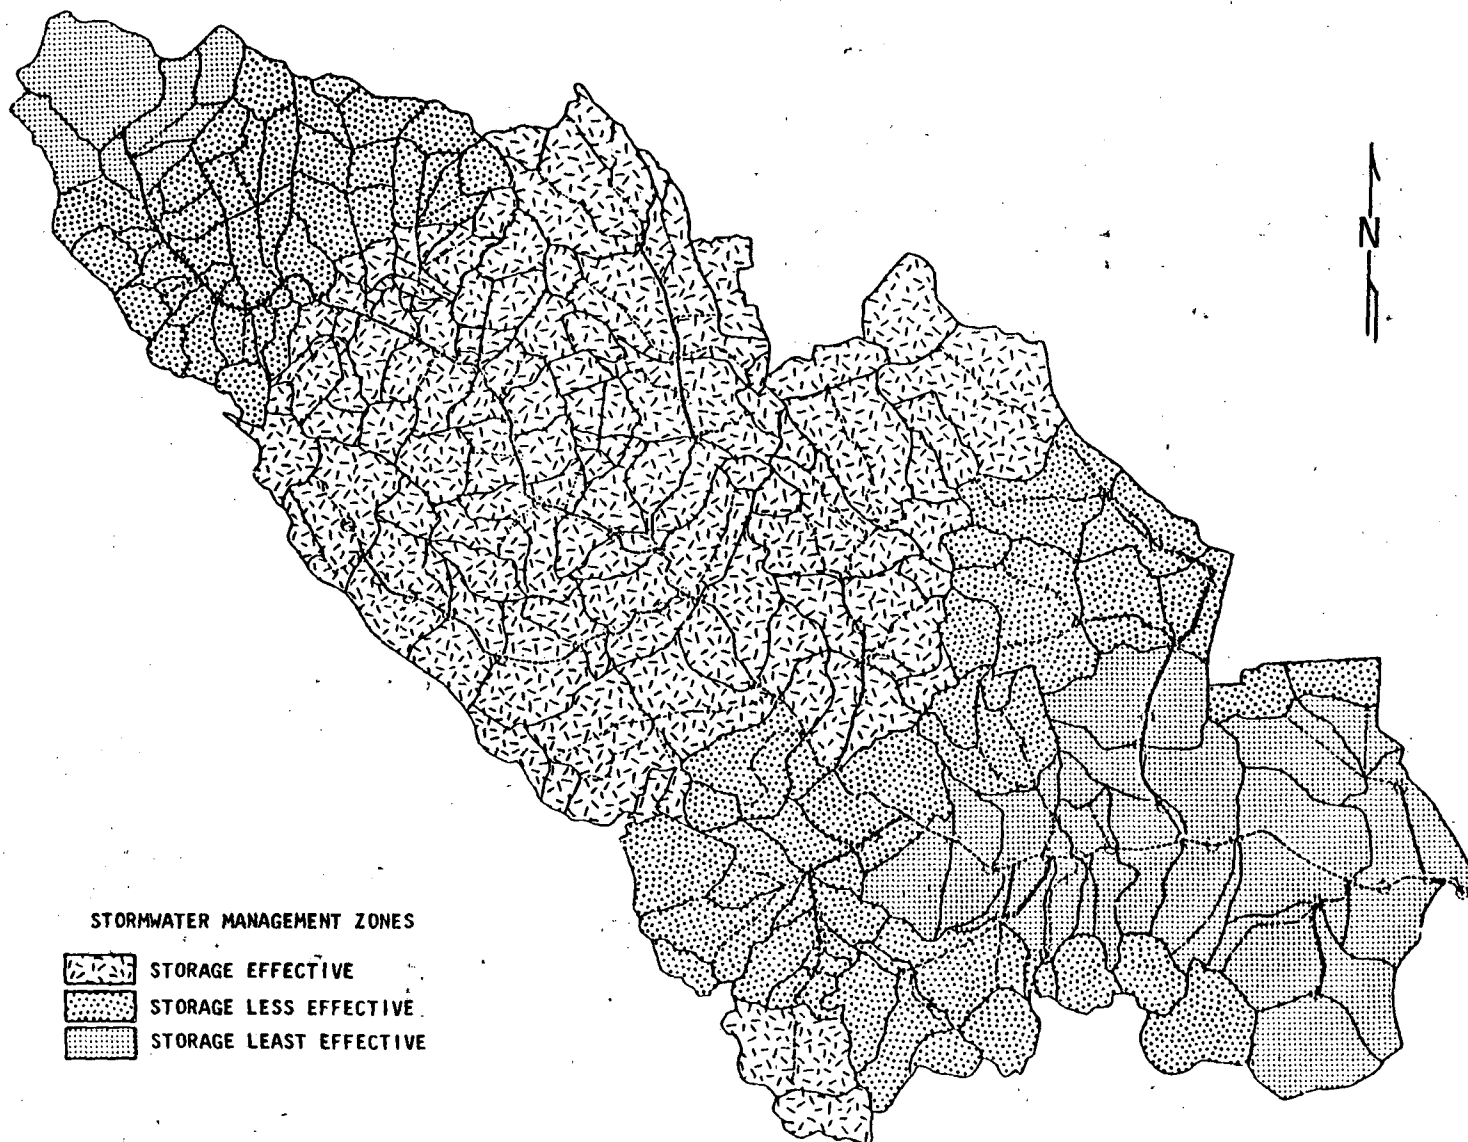 N
STORMWATER MANAGEMENT ZONES
STORAGE EFFECTIVE
STORAGE LESS EFFECTIVE
STORAGE LEAST EFFECTIVE